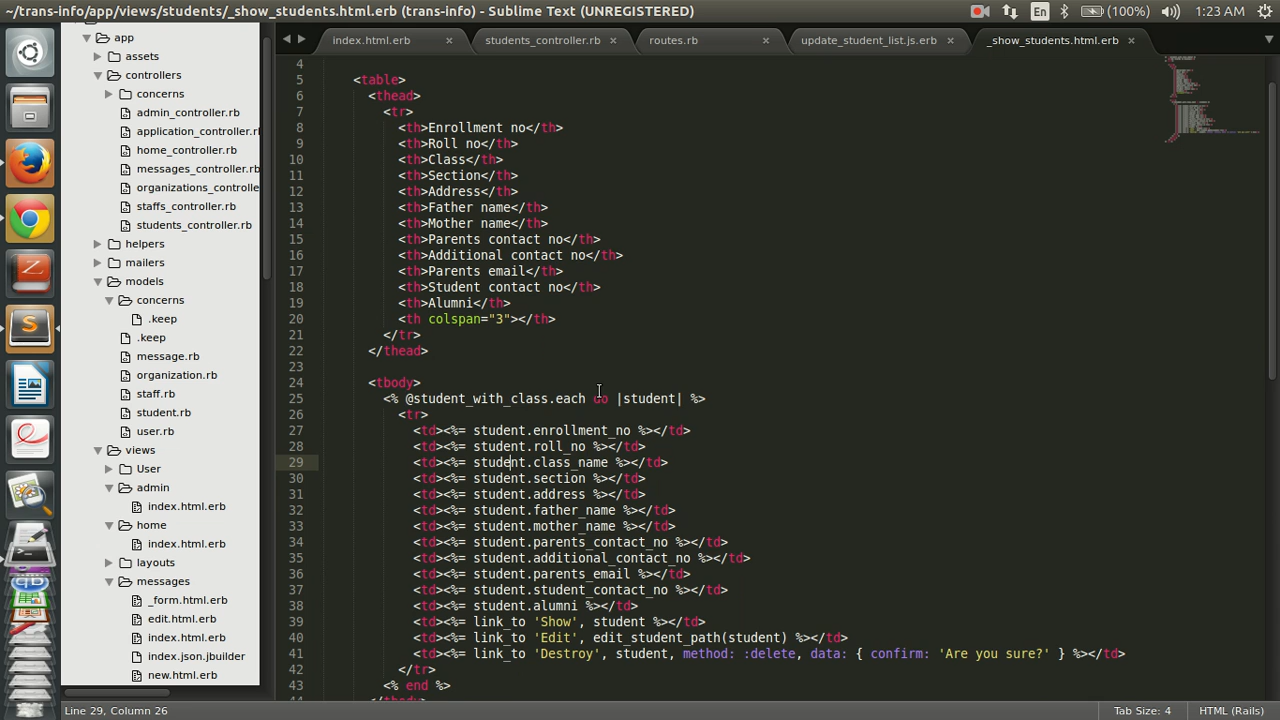 ~/trans-info/app/views/students/_show_students.html.erb (trans-info) - Sublime Text (UNREGISTERED)
En
(100%)
1:23 AM
app
assets
controllers
concerns
admin_controller.rb
application_controller.rb
home_controller.rb
messages_controller.rb
organizations_controlle
staffs_controller.rb
students_controller.rb
helpers
mailers
models
concerns
.keep
.keep
message.rb
organization.rb
staff.rb
student.rb
user.rb
views
User
admin
index.html.erb
home
index.html.erb
layouts
messages
_form.html.erb
edit.html.erb
index.html.erb
index.json.jbuilder
new.html.erb
index.html.erb ×
students_controller.rb ×
routes.rb ×
update_student_list.js.erb ×
_show_students.html.erb ×
4
5 <table>
6 <thead>
7 <tr>
8 <th>Enrollment no</th>
9 <th>Roll no</th>
10 <th>Class</th>
11 <th>Section</th>
12 <th>Address</th>
13 <th>Father name</th>
14 <th>Mother name</th>
15 <th>Parents contact no</th>
16 <th>Additional contact no</th>
17 <th>Parents email</th>
18 <th>Student contact no</th>
19 <th>Alumni</th>
20 <th colspan="3"></th>
21 </tr>
22 </thead>
23
24 <tbody>
25 <% @student_with_class.each do |student| %>
26 <tr>
27 <td><%= student.enrollment_no %></td>
28 <td><%= student.roll_no %></td>
29 <td><%= student.class_name %></td>
30 <td><%= student.section %></td>
31 <td><%= student.address %></td>
32 <td><%= student.father_name %></td>
33 <td><%= student.mother_name %></td>
34 <td><%= student.parents_contact_no %></td>
35 <td><%= student.additional_contact_no %></td>
36 <td><%= student.parents_email %></td>
37 <td><%= student.student_contact_no %></td>
38 <td><%= student.alumni %></td>
39 <td><%= link_to 'Show', student %></td>
40 <td><%= link_to 'Edit', edit_student_path(student) %></td>
41 <td><%= link_to 'Destroy', student, method: :delete, data: { confirm: 'Are you sure?' } %></td>
42 </tr>
43 <% end %>
44 </tbody>
Line 29, Column 26
Tab Size: 4
HTML (Rails)